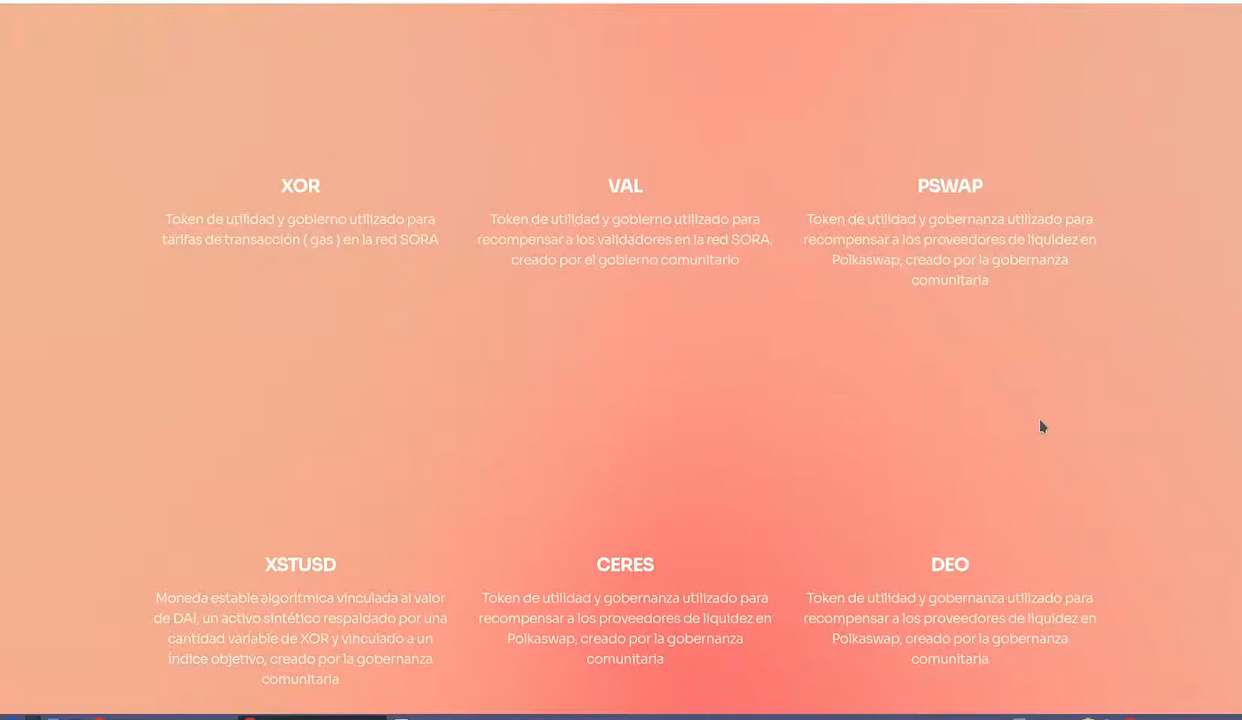 XOR
Token de utilidad y gobierno utilizado para
tarifas de transacción ( gas ) en la red SORA
VAL
Token de utilidad y gobierno utilizado para
recompensar a los validadores en la red SORA,
creado por el gobierno comunitario
PSWAP
Token de utilidad y gobernanza utilizado para
recompensar a los proveedores de liquidez en
Polkaswap, creado por la gobernanza
comunitaria
XSTUSD
Moneda estable algorítmica vinculada al valor
de DAI, un activo sintético respaldado por una
cantidad variable de XOR y vinculado a un
índice objetivo, creado por la gobernanza
comunitaria
CERES
Token de utilidad y gobernanza utilizado para
recompensar a los proveedores de liquidez en
Polkaswap, creado por la gobernanza
comunitaria
DEO
Token de utilidad y gobernanza utilizado para
recompensar a los proveedores de liquidez en
Polkaswap, creado por la gobernanza
comunitaria